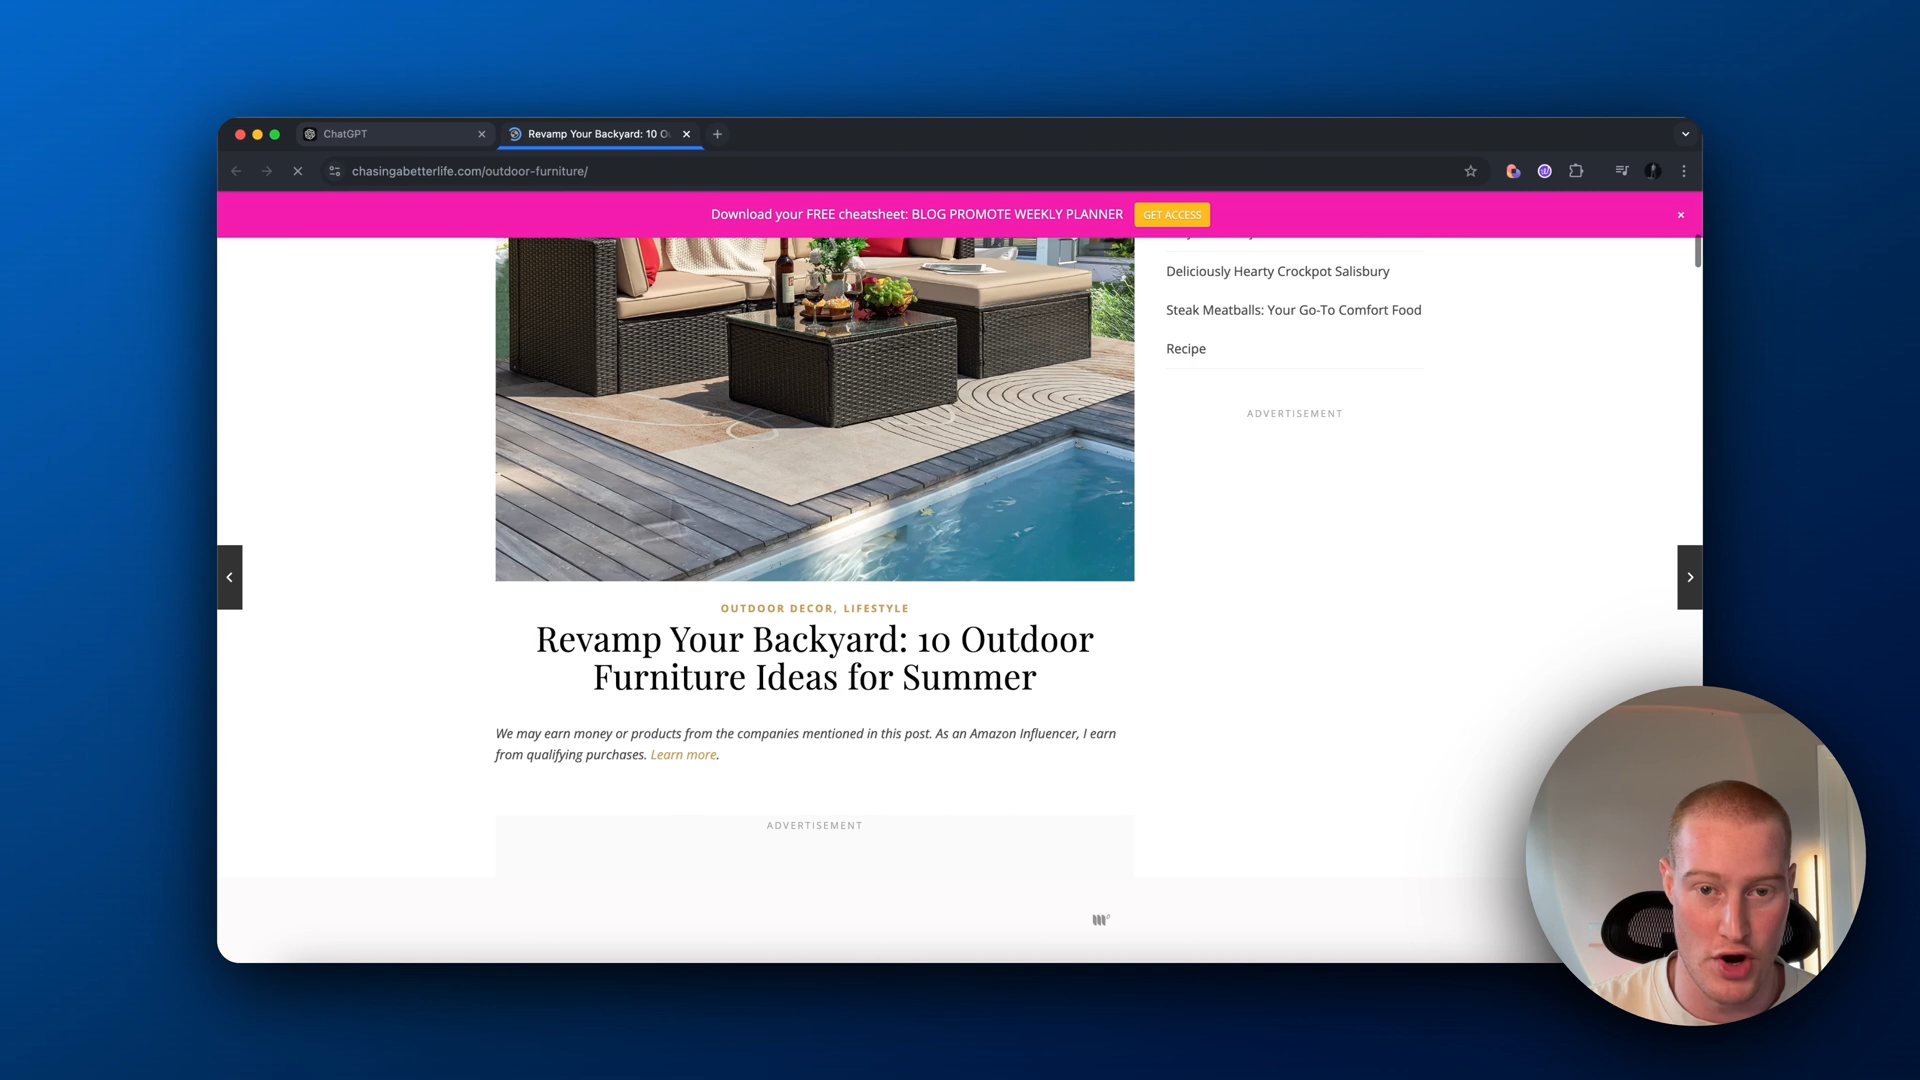 ChatGPT
Revamp Your Backyard: 10 O
chasingabetterlife.com/outdoor-furniture/
Download your FREE cheatsheet: BLOG PROMOTE WEEKLY PLANNER
GET ACCESS
Deliciously Hearty Crockpot Salisbury
Steak Meatballs: Your Go-To Comfort Food
Recipe
ADVERTISEMENT
OUTDOOR DECOR, LIFESTYLE
Revamp Your Backyard: 10 Outdoor
Furniture Ideas for Summer
We may earn money or products from the companies mentioned in this post. As an Amazon Influencer, I earn
from qualifying purchases. Learn more.
ADVERTISEMENT